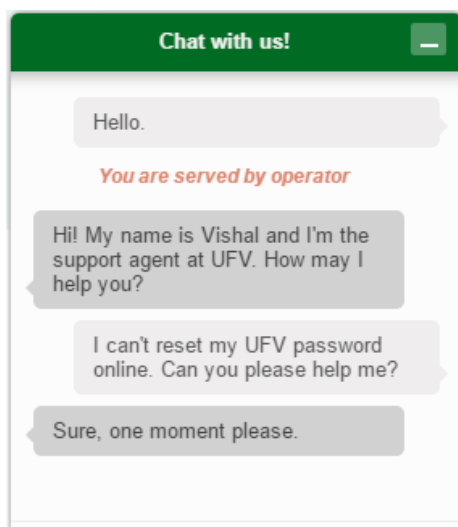 Chat with us!
Hello.
You are served by operator
Hi! My name is Vishal and I'm the
support agent at UFV. How may I
help you?
I can't reset my UFV password
online. Can you please help me?
Sure, one moment please.